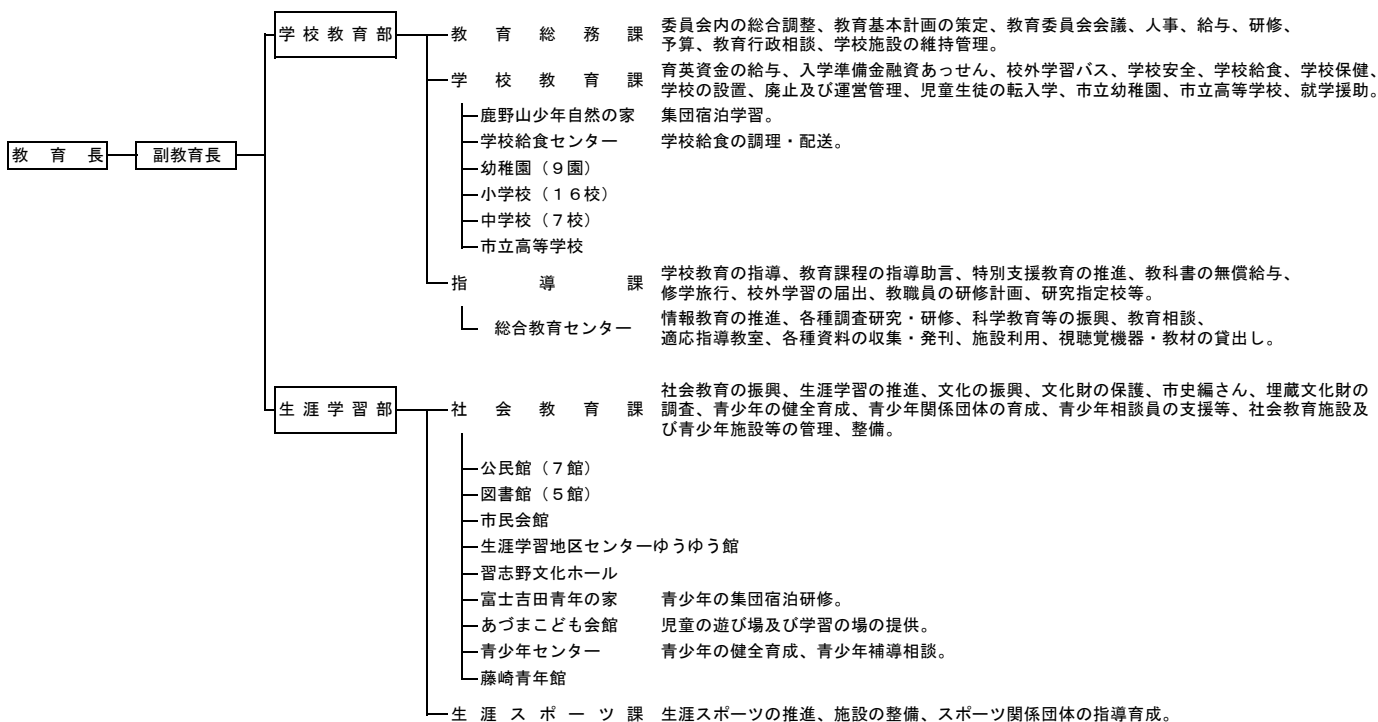 学校教育部
教育総務課
委員会内の総合調整、教育基本計画の策定、教育委員会会議、人事、給与、研修、
予算、教育行政相談、学校施設の維持管理。
学校教育課
育英資金の給与、入学準備金融資あっせん、校外学習バス、学校安全、学校給食、学校保健、
学校の設置、廃止及び運営管理、児童生徒の転入学、市立幼稚園、市立高等学校、就学援助。
鹿野山少年自然の家 集団宿泊学習。
学校給食センター 学校給食の調理・配送。
教育長 副教育長
幼稚園（９園）
小学校（１６校）
中学校（７校）
市立高等学校
指導課
学校教育の指導、教育課程の指導助言、特別支援教育の推進、教科書の無償給与、
修学旅行、校外学習の届出、教職員の研修計画、研究指定校等。
総合教育センター
情報教育の推進、各種調査研究・研修、科学教育等の振興、教育相談、
適応指導教室、各種資料の収集・発刊、施設利用、視聴覚機器・教材の貸出し。
生涯学習部
社会教育課
社会教育の振興、生涯学習の推進、文化の振興、文化財の保護、市史編さん、埋蔵文化財の
調査、青少年の健全育成、青少年関係団体の育成、青少年相談員の支援等、社会教育施設及
び青少年施設等の管理、整備。
公民館（７館）
図書館（５館）
市民会館
生涯学習地区センターゆうゆう館
習志野文化ホール
富士吉田青年の家 青少年の集団宿泊研修。
あづまこども会館 児童の遊び場及び学習の場の提供。
青少年センター 青少年の健全育成、青少年補導相談。
藤崎青年館
生涯スポーツ課 生涯スポーツの推進、施設の整備、スポーツ関係団体の指導育成。